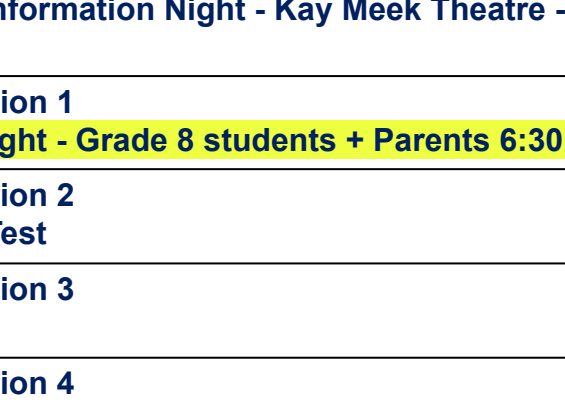 nformation Night - Kay Meek Theatre -
ion 1
ght - Grade 8 students + Parents 6:30
ion 2
est
ion 3
ion 4